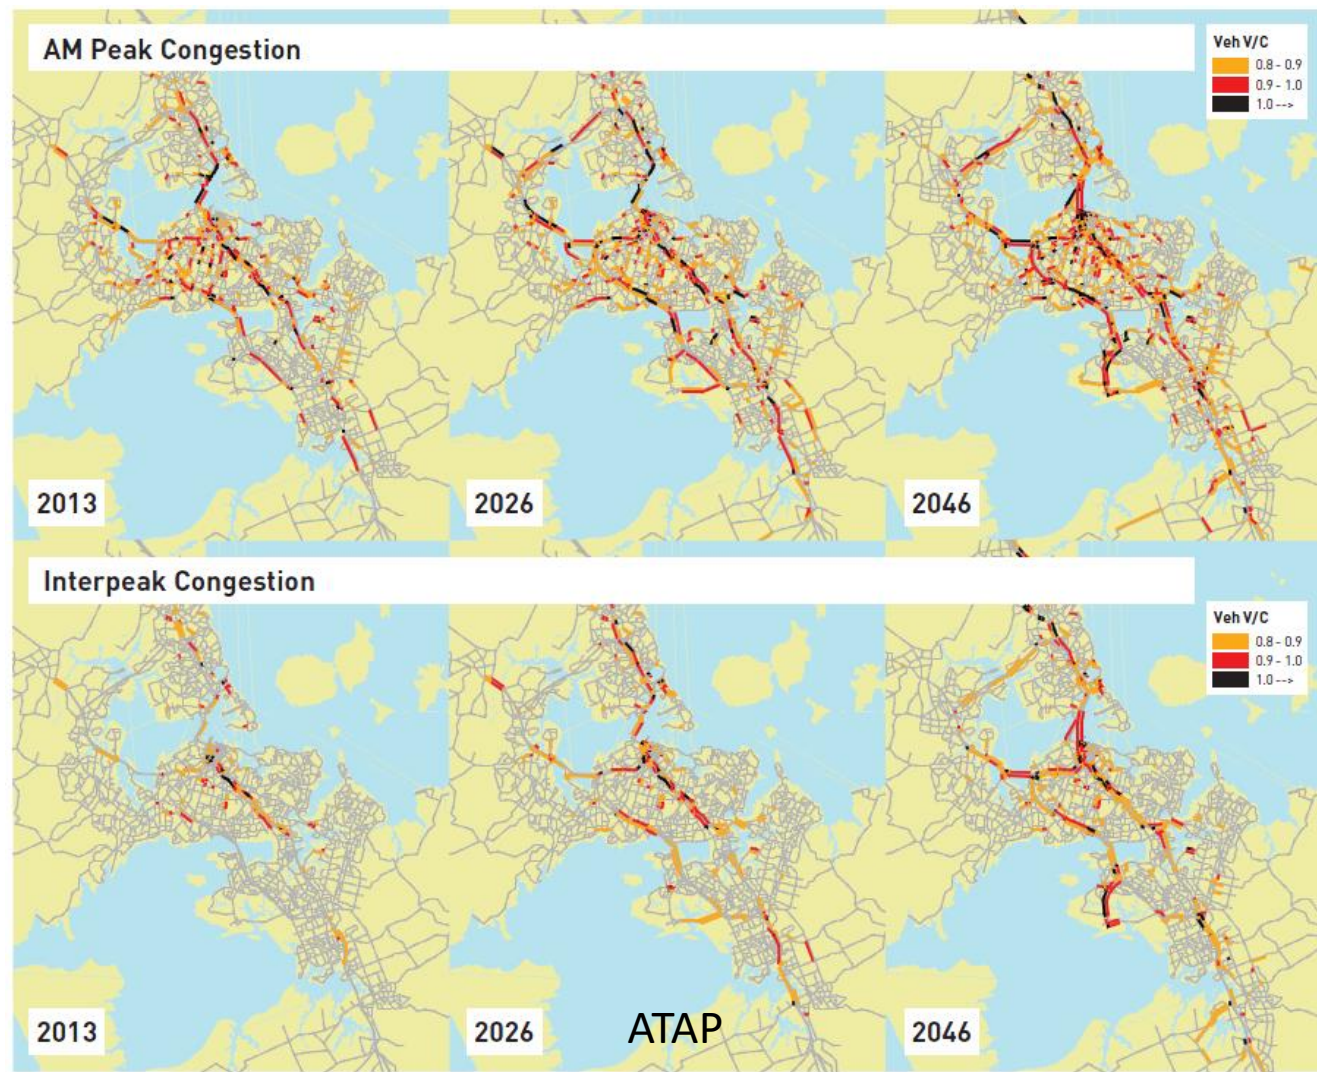 AM Peak Congestion
Veh V/C
0.8 - 0.9
0.9 - 1.0
1.0 -->
2013
2026
2046
Interpeak Congestion
Veh V/C
0.8 - 0.9
0.9 - 1.0
1.0 -->
2013
2026
ATAP
2046